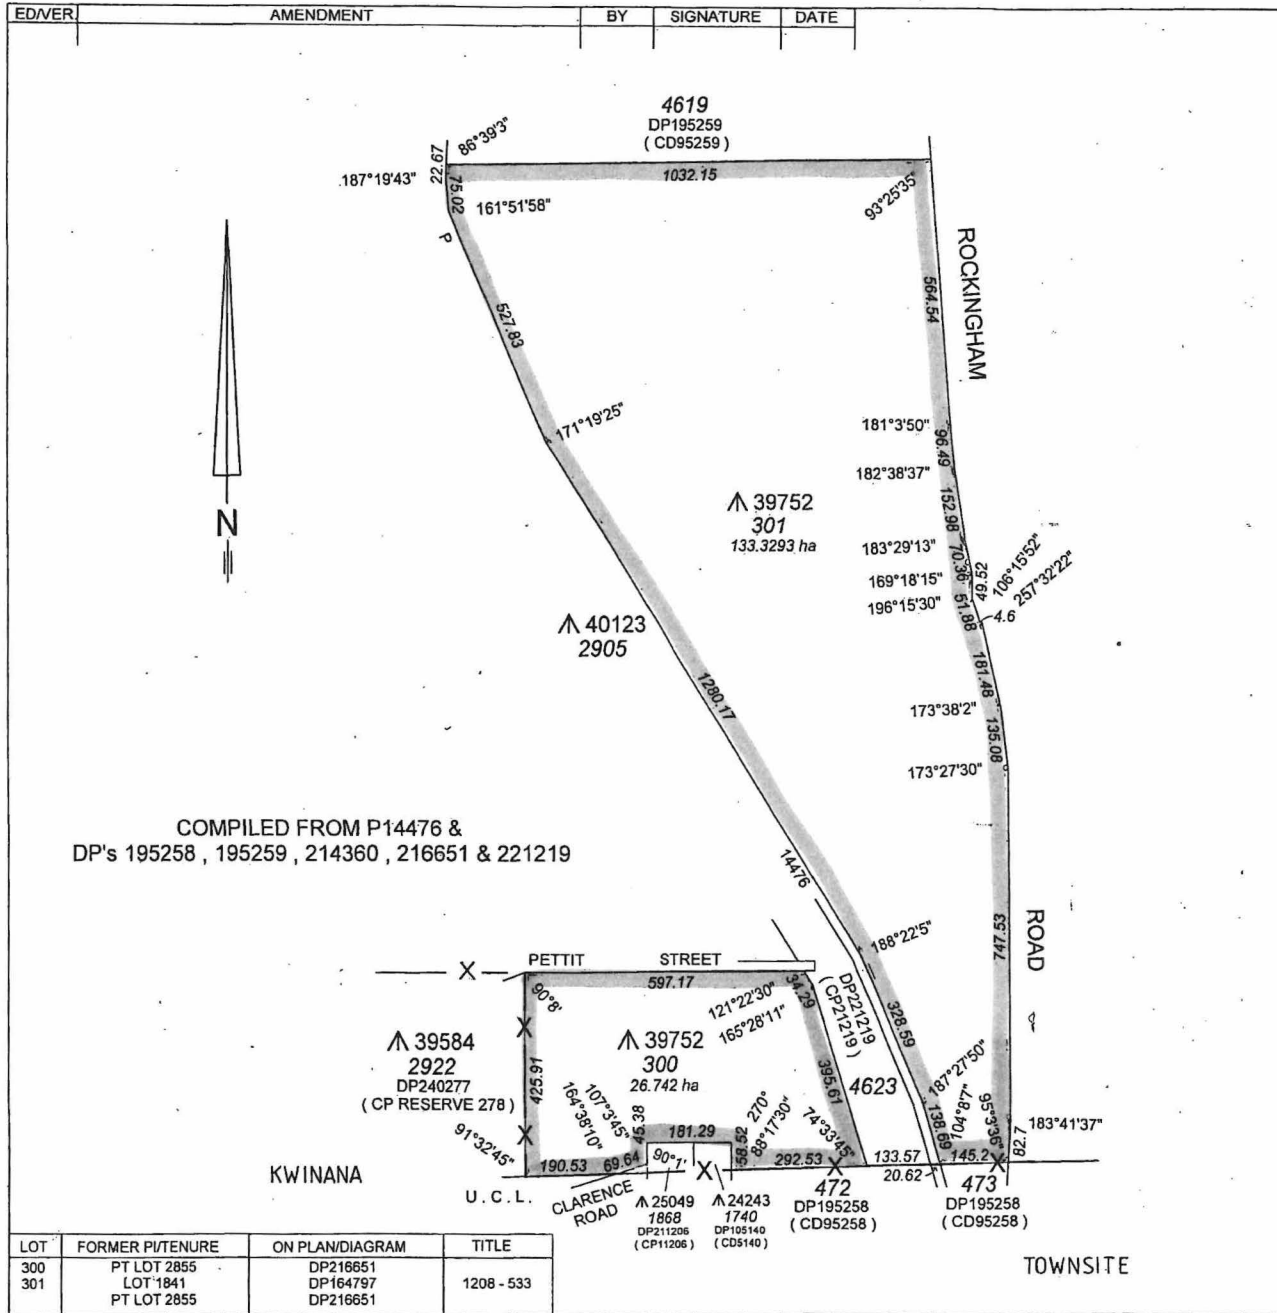 ED/VER. AMENDMENT BY SIGNATURE DATE
4619
DP195259
( CD95259 )
86°39'3"
22.97
187°19'43"
75.02
1032.15
93°25'35"
161°51'58"
P
ROCKINGHAM
564.54
527.83
171°19'25"
181°3'50"
96.49
182°38'37"
152.98
39752
301
133.3293 ha
183°29'13"
70.36
49.52
106°15'52"
169°18'15"
257°32'22"
196°15'30"
51.88
4.6
40123
2905
181.48
1280.17
173°38'2"
135.08
173°27'30"
N
COMPILED FROM P14476 &
DP's 195258 , 195259 , 214360 , 216651 & 221219
14476
747.53
ROAD
188°22'5"
PETTIT STREET
X
597.17
34.29
DP221219
( CP21219 )
90°8'
121°22'30"
165°28'11"
328.59
X
39584
2922
DP240277
( CP RESERVE 278 )
39752
300
26.742 ha
425.91
395.61
4623
187°27'50"
107°3'45"
164°38'10"
45.38
181.29
58.52
270°
88°17'30"
74°33'45"
138.69
104°8'7"
95°3'36"
82.7
183°41'37"
X
91°32'45"
190.53
69.64
90°1'
X
292.53
X
133.57
20.62
145.2
X
KWINANA
U.C.L.
CLARENCE
ROAD
25049
1868
DP211206
( CP11206 )
24243
1740
DP105140
( CD5140 )
472
DP195258
( CD95258 )
473
DP195258
( CD95258 )
TOWNSITE
LOT FORMER PI/TENURE ON PLAN/DIAGRAM TITLE
300 PT LOT 2855 DP216651
301 LOT 1841 DP164797 1208 - 533
PT LOT 2855 DP216651